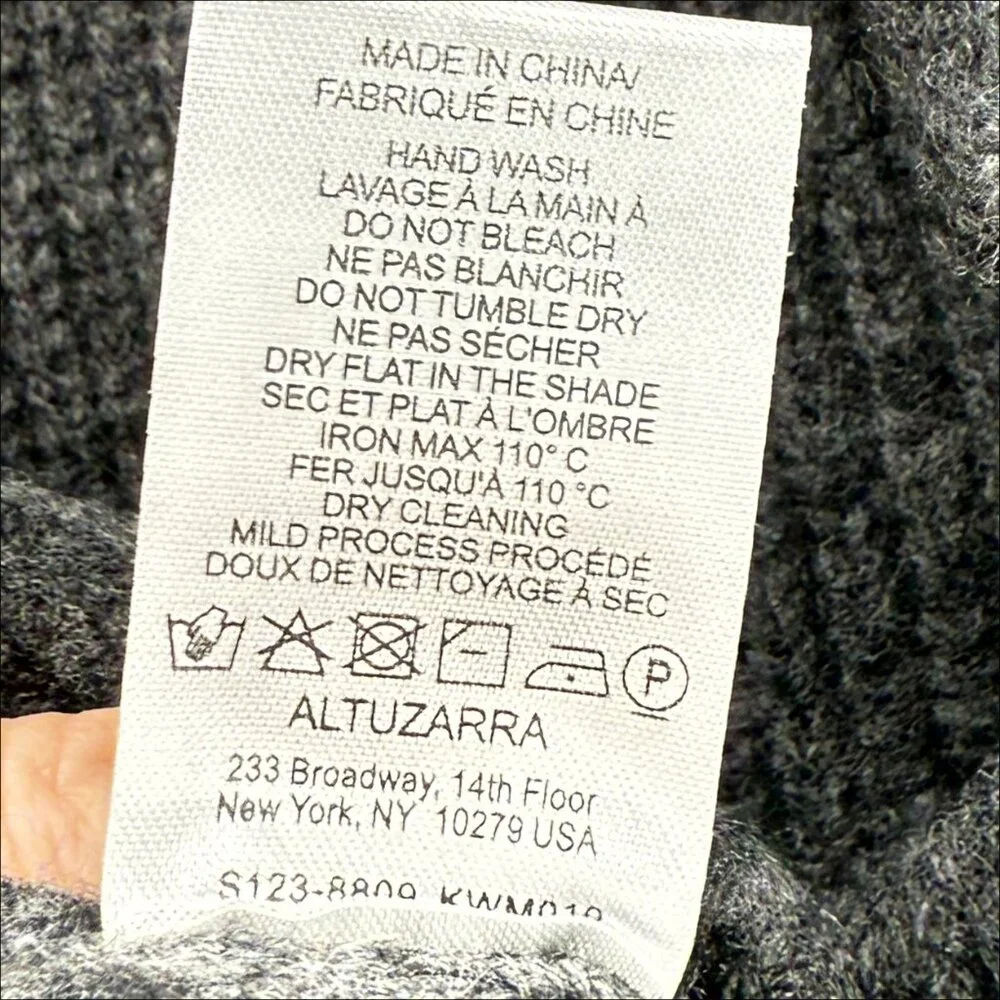 MADE IN CHINA/
FABRIQUÉ EN CHINE
HAND WASH
LAVAGE À LA MAIN À
DO NOT BLEACH
NE PAS BLANCHIR
DO NOT TUMBLE DRY
NE PAS SÉCHER
DRY FLAT IN THE SHADE
SEC ET PLAT À L'OMBRE
IRON MAX 110° C
FER JUSQU'À 110 °C
DRY CLEANING
MILD PROCESS PROCÉDÉ
DOUX DE NETTOYAGE À SEC
P
ALTUZARRA
233 Broadway, 14th Floor
New York, NY 10279 USA